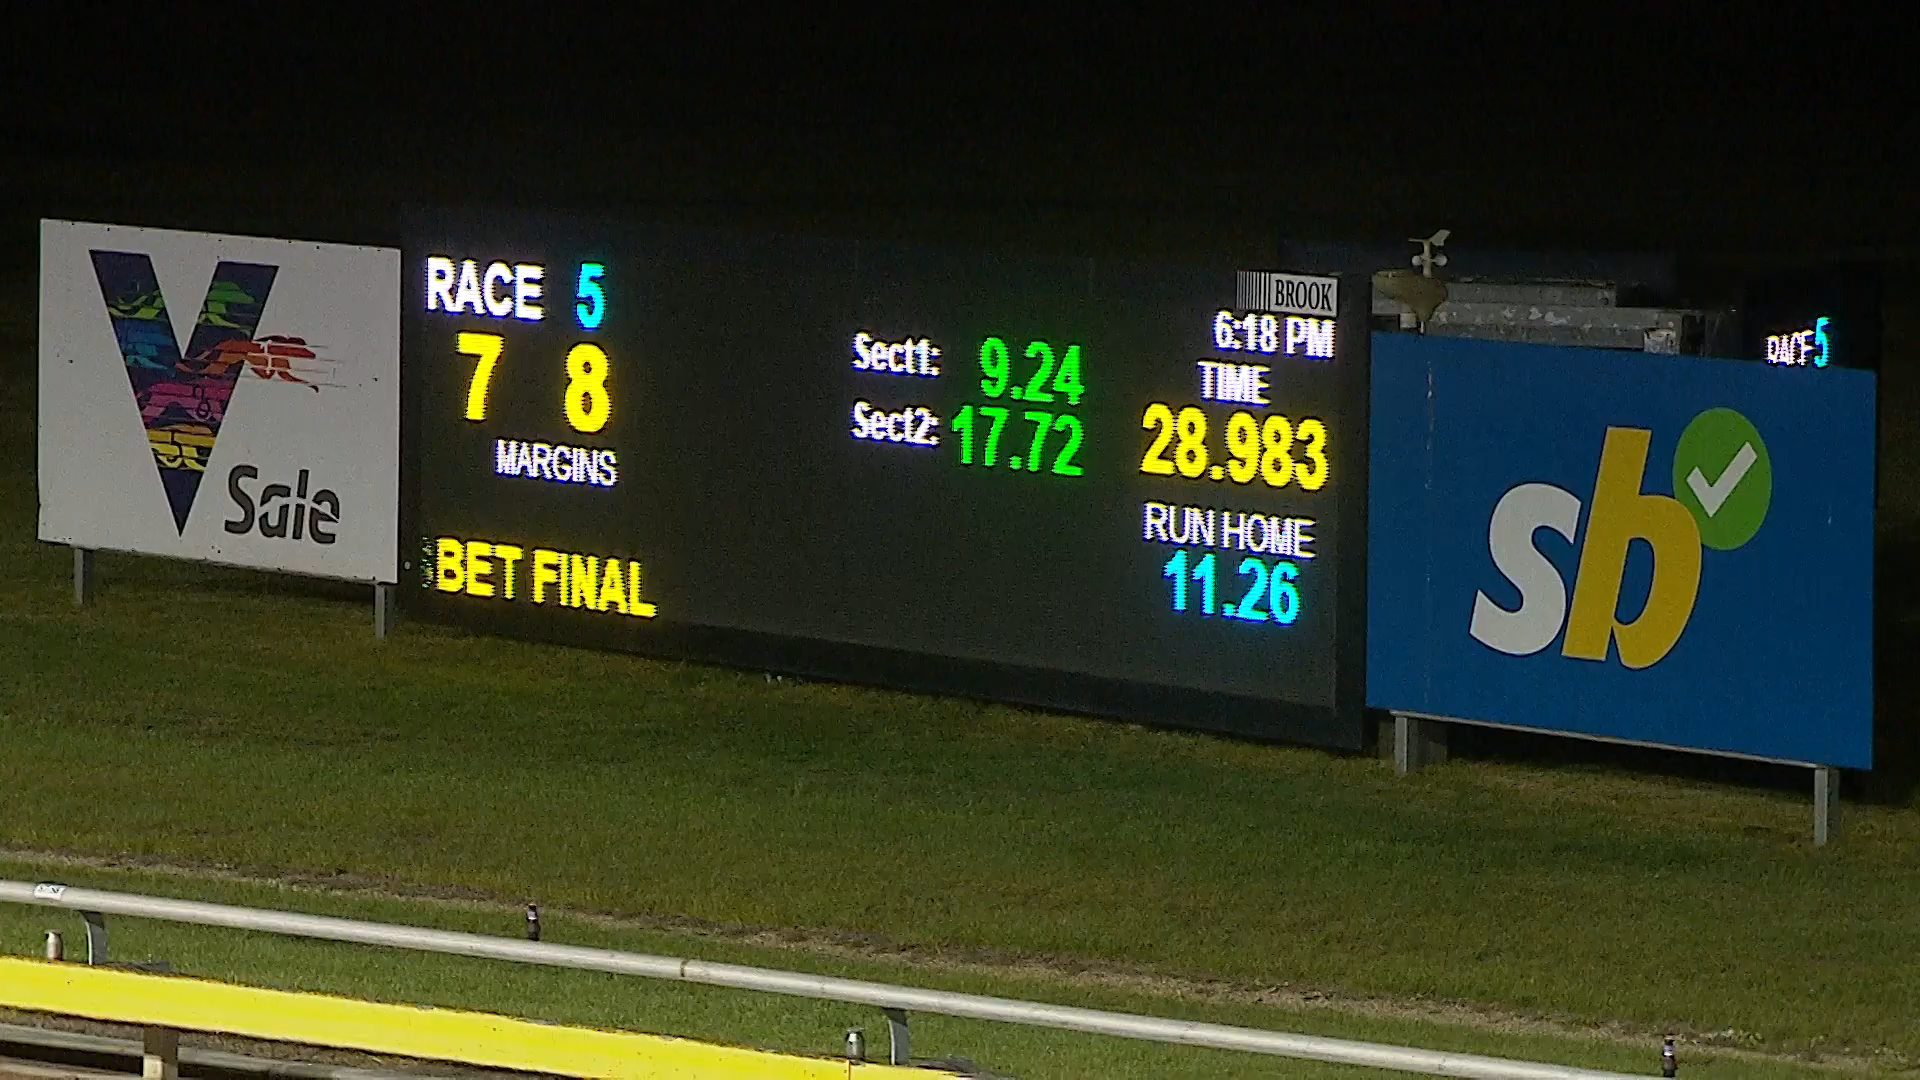 V
Sale
RACE 5
7 8
MARGINS
BET FINAL
Sect1: 9.24
Sect2: 17.72
BROOK
6:18 PM
TIME
28.983
RUN HOME
11.26
RACE 5
sb